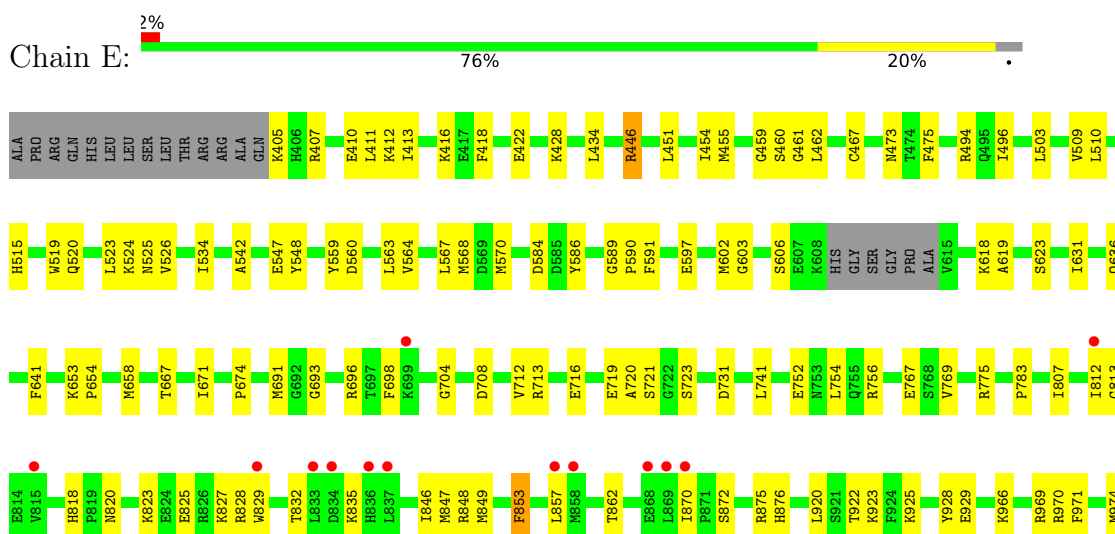 2%
Chain E:
76% 20% •
ALA PRO ARG GLN HIS LEU LEU SER LEU THR ARG ARG ALA GLN K405 H406 R407 E410 L411 K412 I413 K416 E417 F418 E422 K428 L434 R446 L451 I454 M455 G459 S460 G461 L462 C467 N473 T474 F475 R494 Q495 I496 L503 V509 L510
H515 W519 Q520 L523 K524 N525 V526 I534 A542 E547 Y548 Y559 D560 L563 V564 L567 M568 D569 M570 D584 D585 Y586 G589 P590 F591 E597 M602 G603 S606 E607 K608 HIS GLY SER GLY PRO ALA V615 K618 A619 S623 I631
F641 K653 P654 M658 T667 I671 P674 M691 G692 G693 R696 T697 F698 K699 G704 D708 V712 R713 E716 E719 A720 S721 G722 S723 D731 L741 E752 N753 L754 Q755 R756 E767 S768 V769 R775 P783 I807 I812
E814 V815 H818 P819 N820 K823 E824 E825 R826 K827 R828 W829 T832 L833 D834 K835 H836 L837 I846 M847 R848 M849 F853 L857 M858 T862 E868 L869 I870 P871 S872 R875 H876 L920 S921 T922 K923 F924 K925 Y928 E929 K966 R969 R970 F971